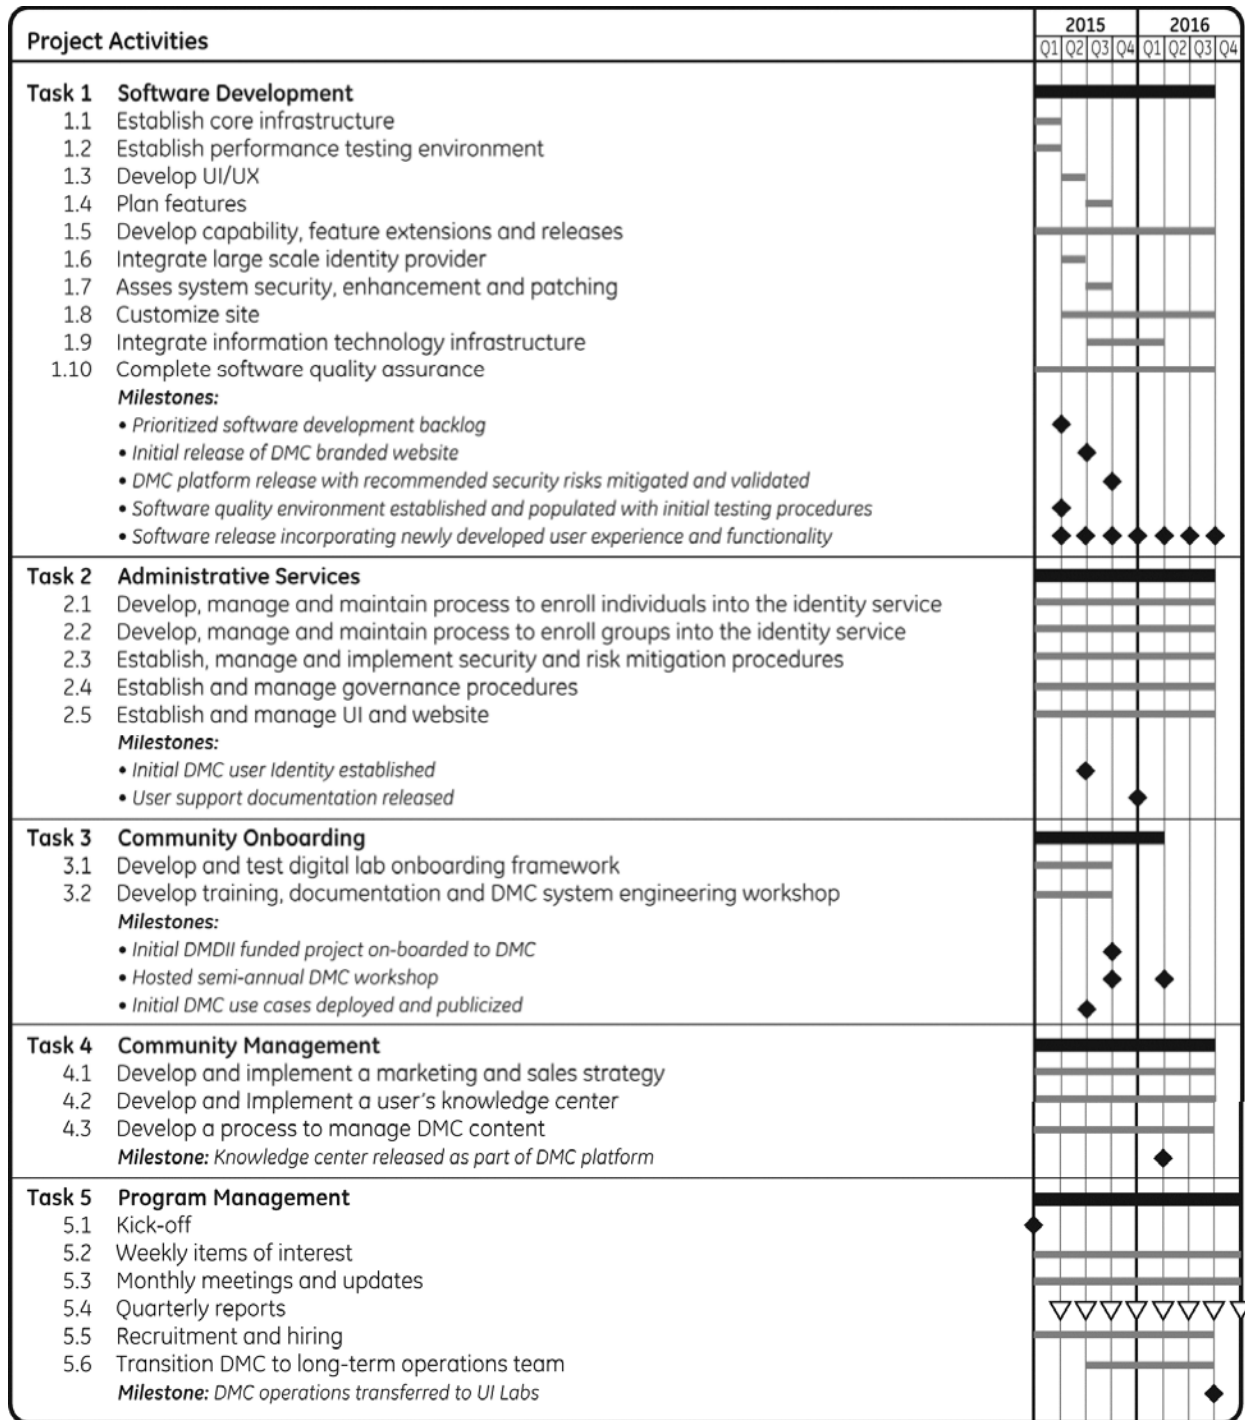 2015 2016
Project Activities
Q1 Q2 Q3 Q4 Q1 Q2 Q3 Q4
Task 1 Software Development
1.1 Establish core infrastructure
1.2 Establish performance testing environment
1.3 Develop UI/UX
1.4 Plan features
1.5 Develop capability, feature extensions and releases
1.6 Integrate large scale identity provider
1.7 Asses system security, enhancement and patching
1.8 Customize site
1.9 Integrate information technology infrastructure
1.10 Complete software quality assurance
Milestones:
• Prioritized software development backlog
• Initial release of DMC branded website
• DMC platform release with recommended security risks mitigated and validated
• Software quality environment established and populated with initial testing procedures
• Software release incorporating newly developed user experience and functionality
Task 2 Administrative Services
2.1 Develop, manage and maintain process to enroll individuals into the identity service
2.2 Develop, manage and maintain process to enroll groups into the identity service
2.3 Establish, manage and implement security and risk mitigation procedures
2.4 Establish and manage governance procedures
2.5 Establish and manage UI and website
Milestones:
• Initial DMC user Identity established
• User support documentation released
Task 3 Community Onboarding
3.1 Develop and test digital lab onboarding framework
3.2 Develop training, documentation and DMC system engineering workshop
Milestones:
• Initial DMDII funded project on-boarded to DMC
• Hosted semi-annual DMC workshop
• Initial DMC use cases deployed and publicized
Task 4 Community Management
4.1 Develop and implement a marketing and sales strategy
4.2 Develop and Implement a user's knowledge center
4.3 Develop a process to manage DMC content
Milestone: Knowledge center released as part of DMC platform
Task 5 Program Management
5.1 Kick-off
5.2 Weekly items of interest
5.3 Monthly meetings and updates
5.4 Quarterly reports
5.5 Recruitment and hiring
5.6 Transition DMC to long-term operations team
Milestone: DMC operations transferred to UI Labs